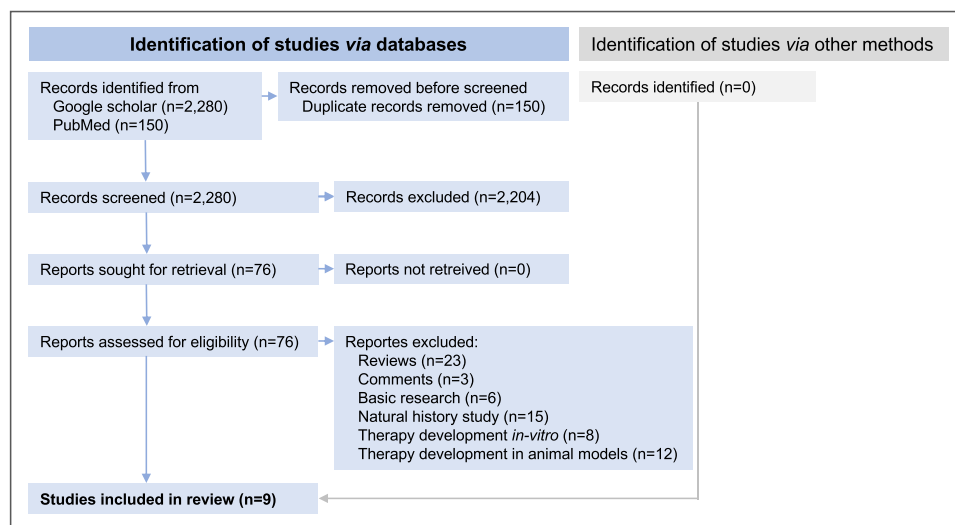 Identification of studies via databases
Identification of studies via other methods
Records identified from
Google scholar (n=2,280)
PubMed (n=150)
Records removed before screened
Duplicate records removed (n=150)
Records identified (n=0)
Records screened (n=2,280)
Records excluded (n=2,204)
Reports sought for retrieval (n=76)
Reports not retreived (n=0)
Reports assessed for eligibility (n=76)
Reportes excluded:
Reviews (n=23)
Comments (n=3)
Basic research (n=6)
Natural history study (n=15)
Therapy development in-vitro (n=8)
Therapy development in animal models (n=12)
Studies included in review (n=9)